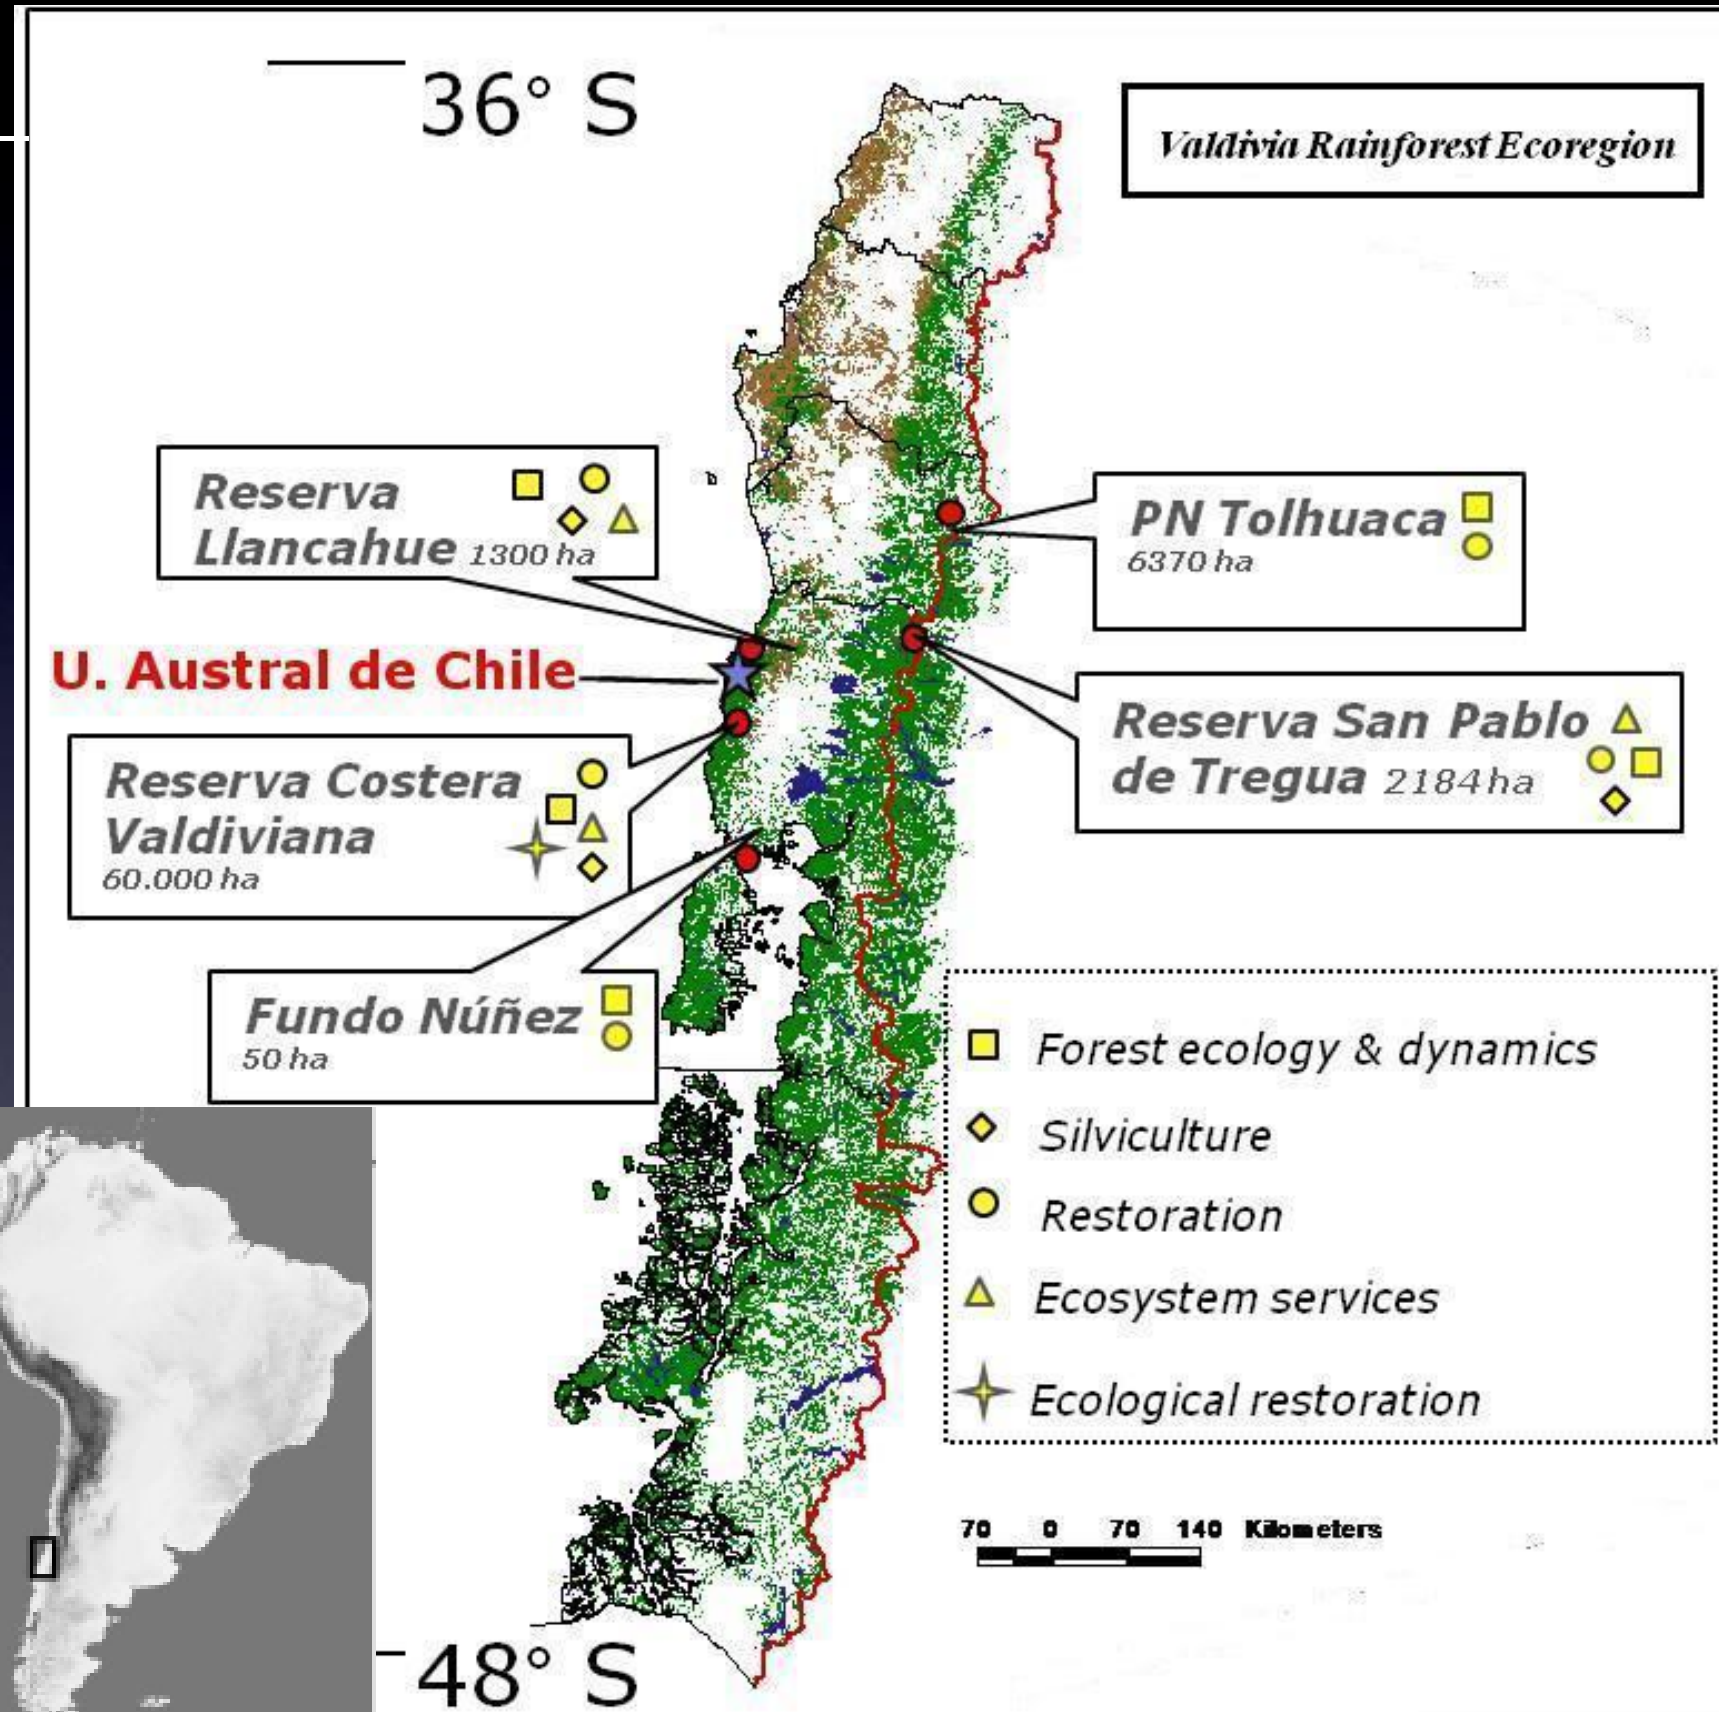 36° S
Valdivia Rainforest Ecoregion
Reserva
Llancahue 1300 ha
PN Tolhuaca
6370 ha
U. Austral de Chile
Reserva San Pablo
de Tregua 2184 ha
Reserva Costera
Valdiviana
60.000 ha
Fundo Núñez
50 ha
Forest ecology & dynamics
Silviculture
Restoration
Ecosystem services
Ecological restoration
70 0 70 140 Kilometers
48° S